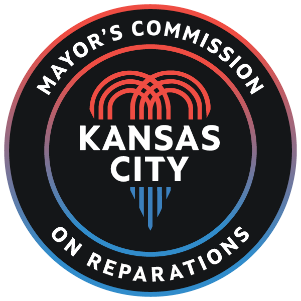 MAYOR'S COMMISSION
KANSAS
CITY
ON REPARATIONS